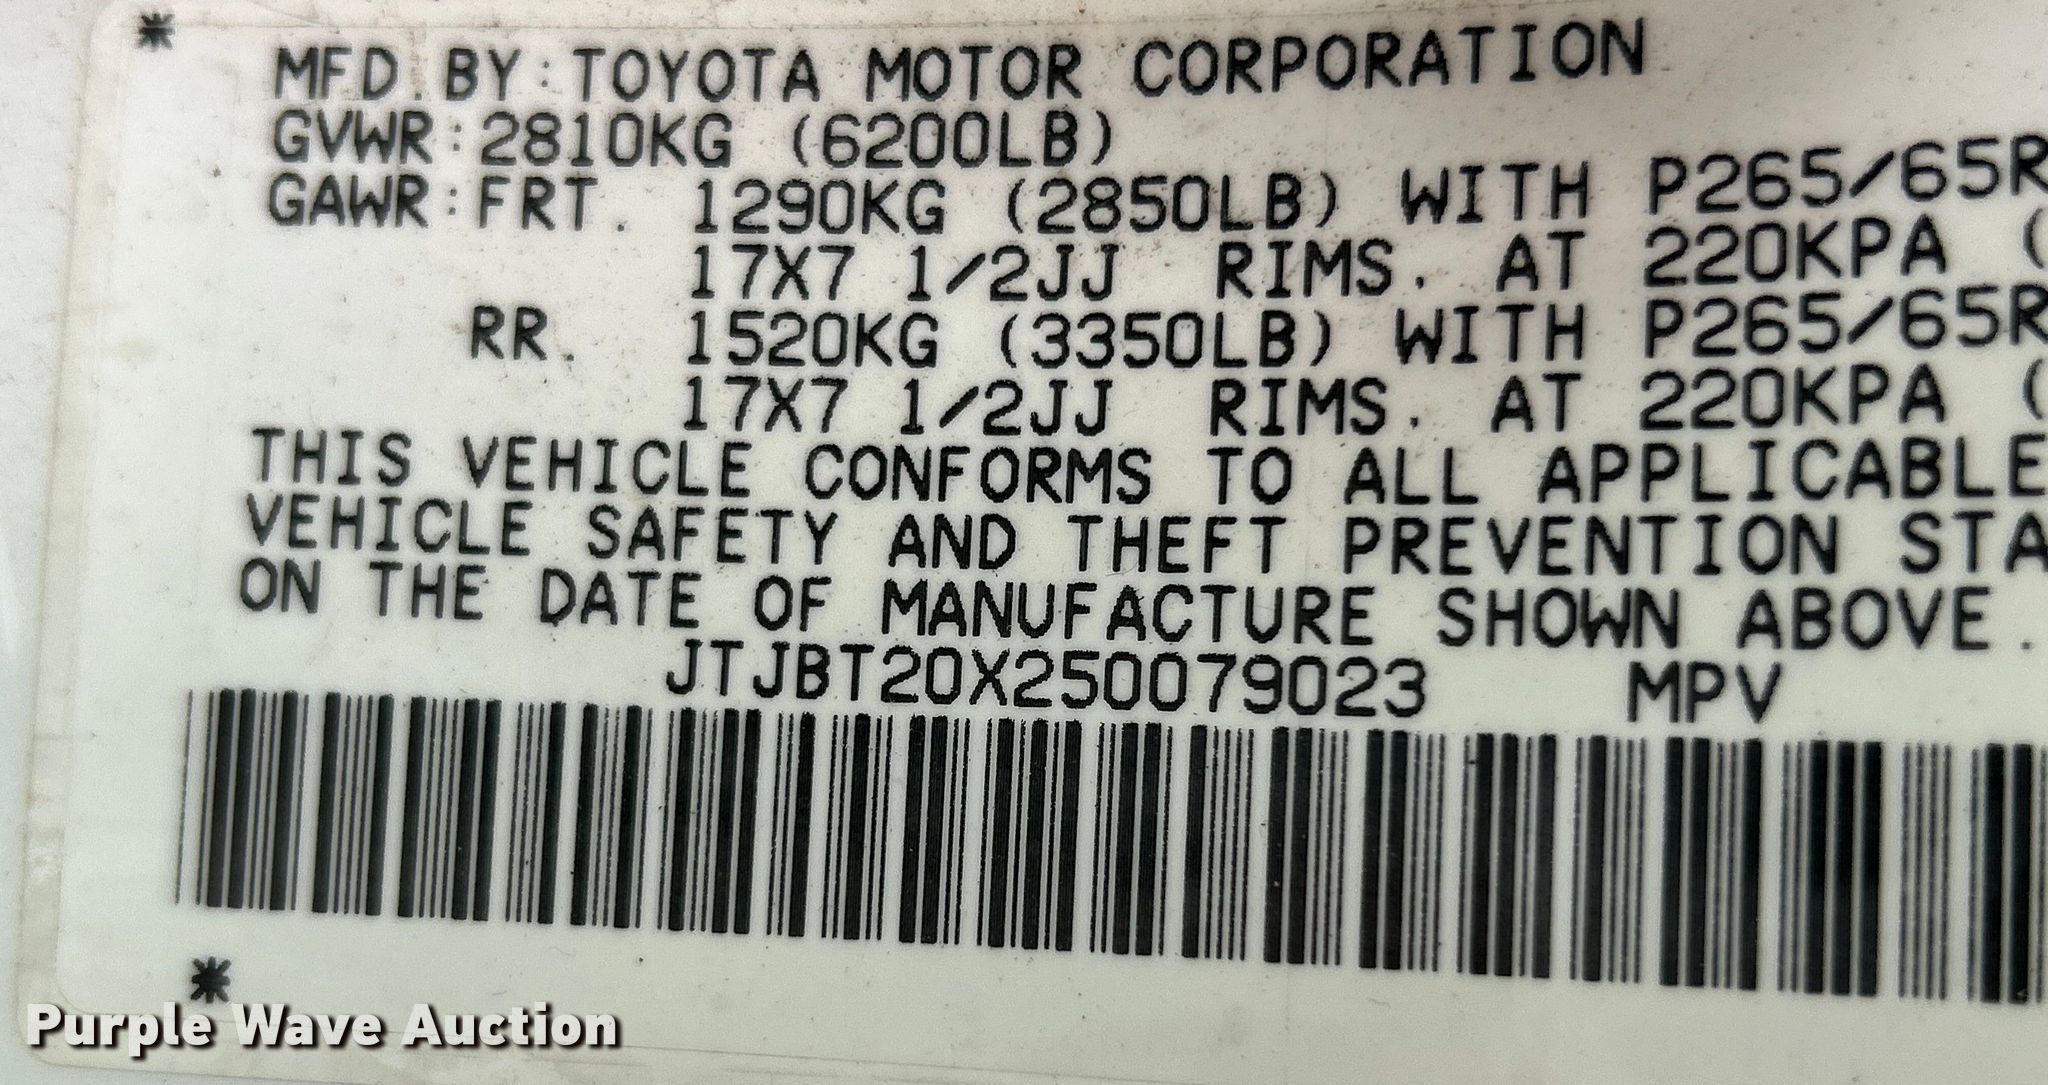 *
MFD.BY:TOYOTA MOTOR CORPORATION
GVWR:2810KG (6200LB)
GAWR:FRT. 1290KG (2850LB) WITH P265/65R
17X7 1/2JJ RIMS. AT 220KPA (
RR. 1520KG (3350LB) WITH P265/65R
17X7 1/2JJ RIMS. AT 220KPA (
THIS VEHICLE CONFORMS TO ALL APPLICABLE
VEHICLE SAFETY AND THEFT PREVENTION STA
ON THE DATE OF MANUFACTURE SHOWN ABOVE.
JTJBT20X250079023 MPV
*
Purple Wave Auction